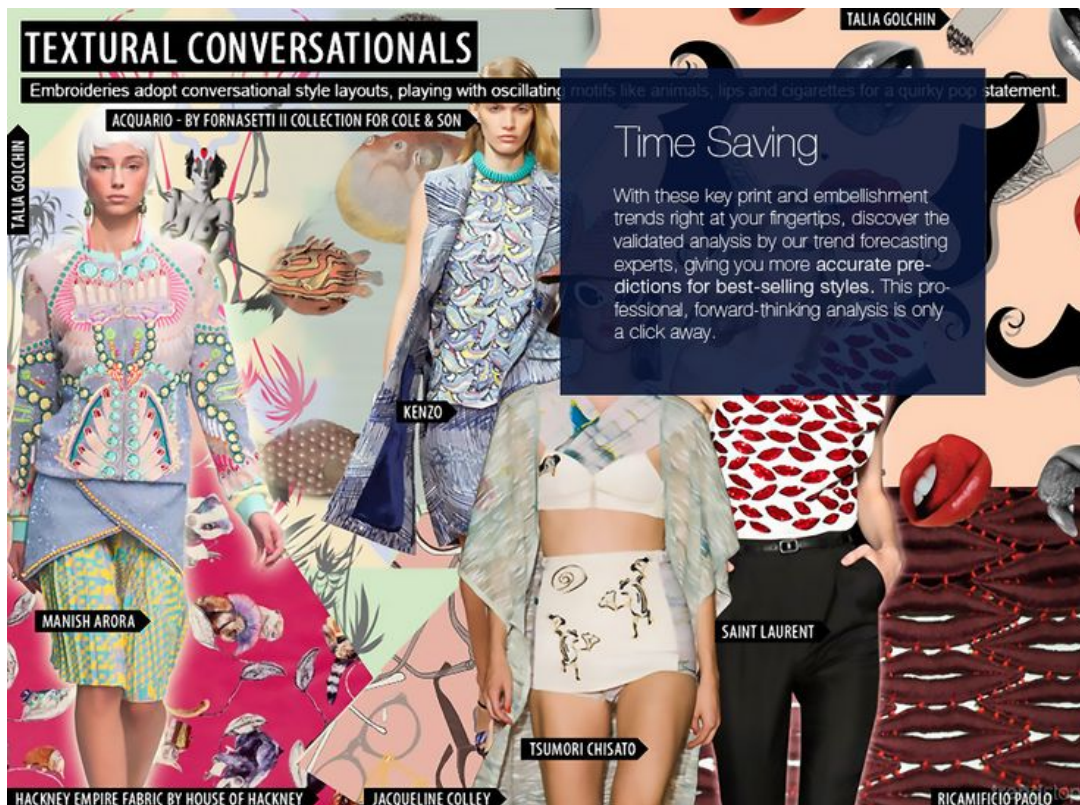 TALIA GOLCHIN
TEXTURAL CONVERSATIONALS
Embroideries adopt conversational style layouts, playing with oscillating motifs like animals, lips and cigarettes for a quirky pop statement.
ACQUARIO - BY FORNASETTI II COLLECTION FOR COLE & SON
TALIA GOLCHIN
Time Saving
With these key print and embellishment
trends right at your fingertips, discover the
validated analysis by our trend forecasting
experts, giving you more accurate pre-
dictions for best-selling styles. This pro-
fessional, forward-thinking analysis is only
a click away.
KENZO
MANISH ARORA
SAINT LAURENT
TSUMORI CHISATO
HACKNEY EMPIRE FABRIC BY HOUSE OF HACKNEY
JACQUELINE COLLEY
RICAMIFICIO PAOLO